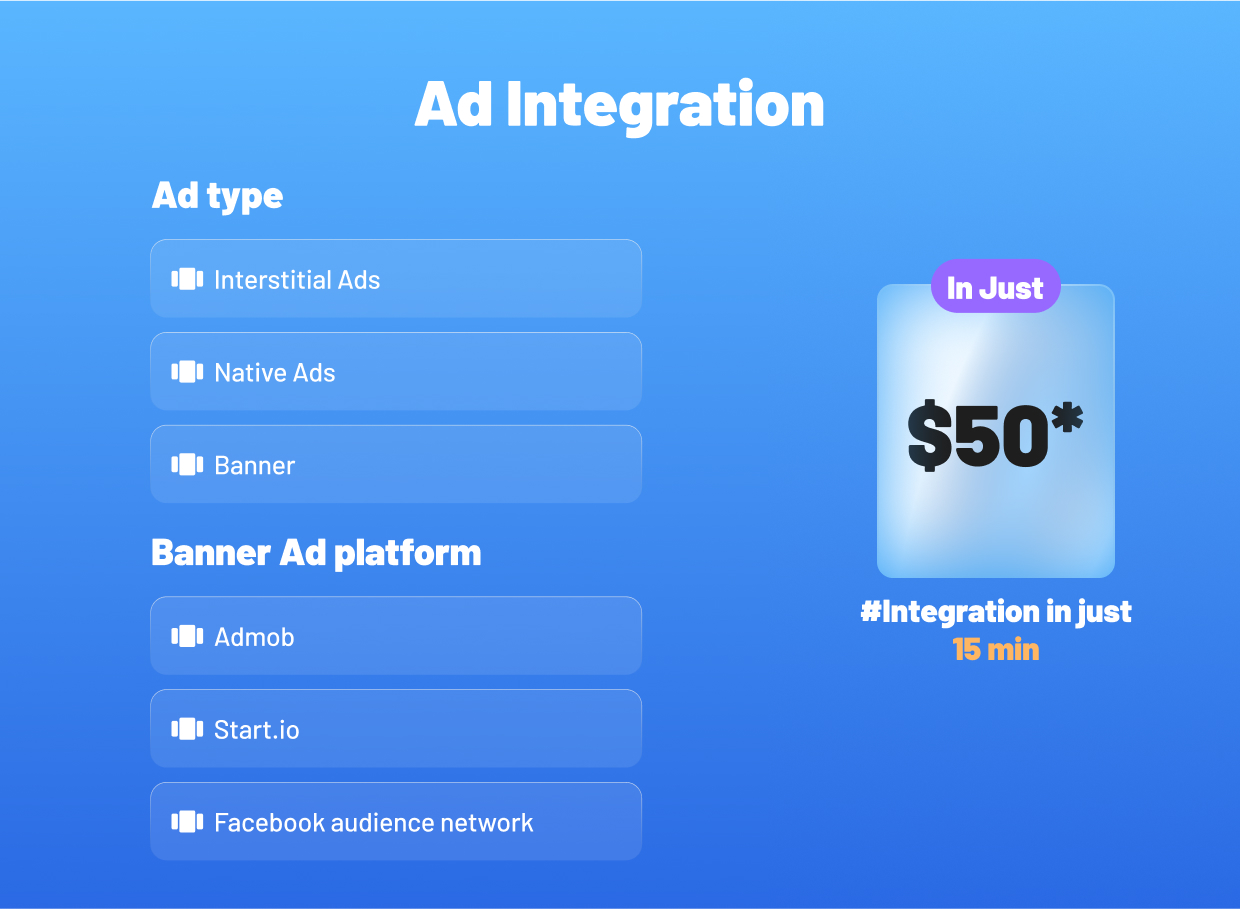 Ad Integration
Ad type
Interstitial Ads
Native Ads
Banner
Banner Ad platform
Admob
Start.io
Facebook audience network
In Just
$50*
#Integration in just
15 min